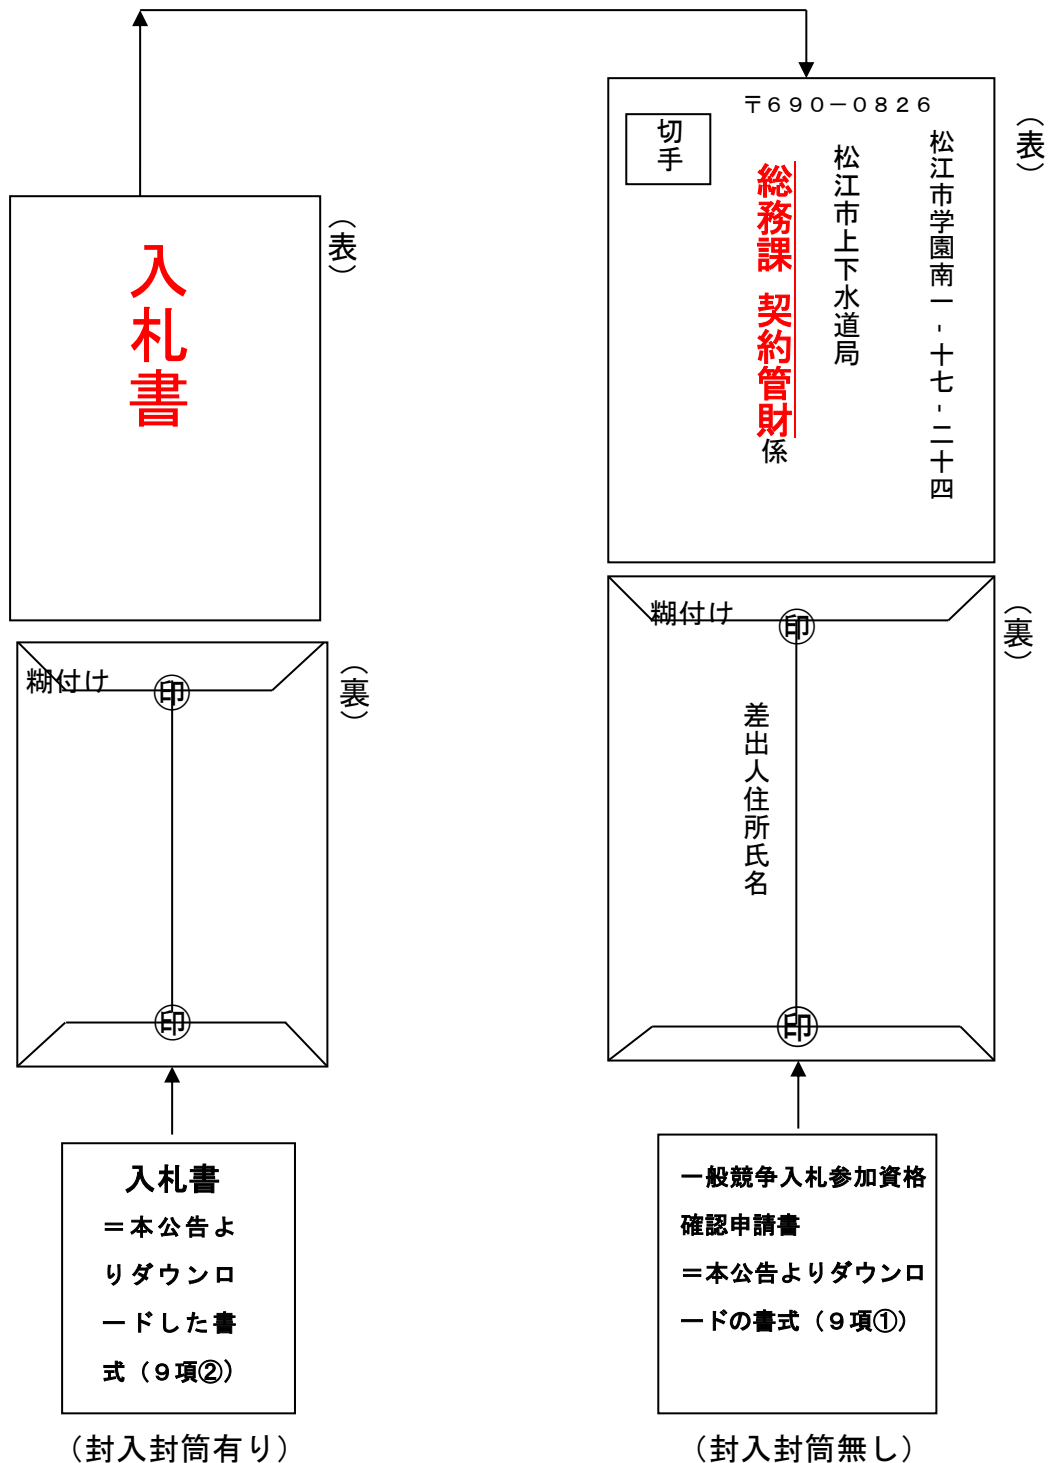 入札書
（表）
糊付け
印
（裏）
印
入札書
＝本公告よ
りダウンロ
ードした書
式（９項②）
（封入封筒有り）
〒６９０－０８２６
切手
松江市学園南一‐十七‐二十四
松江市上下水道局
総務課 契約管財係
（表）
糊付け
印
（裏）
差出人住所氏名
印
一般競争入札参加資格
確認申請書
＝本公告よりダウンロ
ードの書式（９項①）
（封入封筒無し）